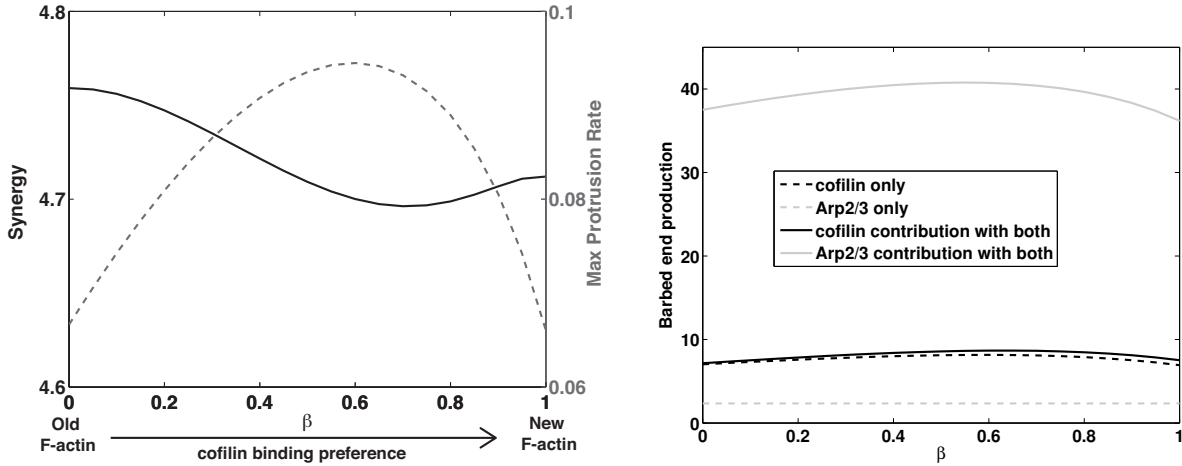 4.8
4.7
4.6
Synergy
0.1
0.08
0.06
Max Protrusion Rate
0 0.2 0.4 0.6 0.8 1
β
Old
F-actin
New
F-actin
cofilin binding preference
Barbed end production
40
30
20
10
0
cofilin only
Arp2/3 only
cofilin contribution with both
Arp2/3 contribution with both
0 0.2 0.4 0.6 0.8 1
β